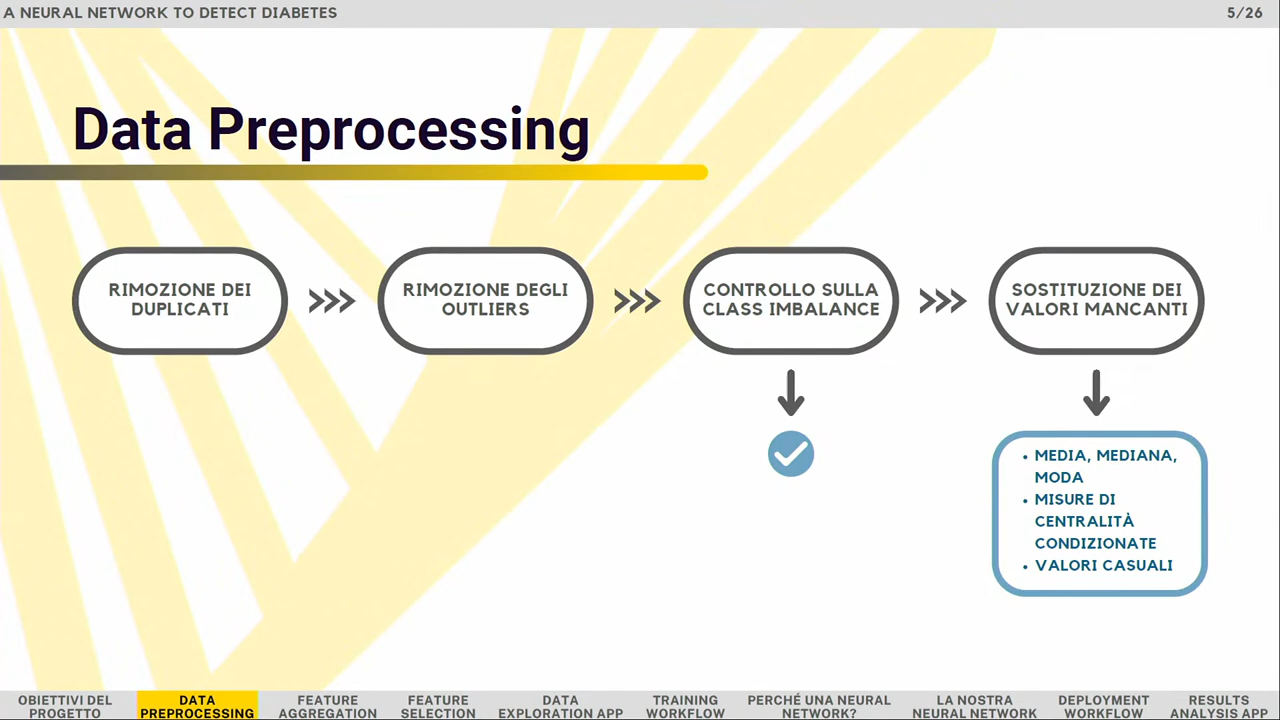 A NEURAL NETWORK TO DETECT DIABETES
5/26
Data Preprocessing
RIMOZIONE DEI
DUPLICATI
RIMOZIONE DEGLI
OUTLIERS
CONTROLLO SULLA
CLASS IMBALANCE
SOSTITUZIONE DEI
VALORI MANCANTI
• MEDIA, MEDIANA,
MODA
• MISURE DI
CENTRALITÀ
CONDIZIONATE
• VALORI CASUALI
OBIETTIVI DEL
PROGETTO
DATA
PREPROCESSING
FEATURE
AGGREGATION
FEATURE
SELECTION
DATA
EXPLORATION APP
TRAINING
WORKFLOW
PERCHÉ UNA NEURAL
NETWORK?
LA NOSTRA
NEURAL NETWORK
DEPLOYMENT
WORKFLOW
RESULTS
ANALYSIS APP